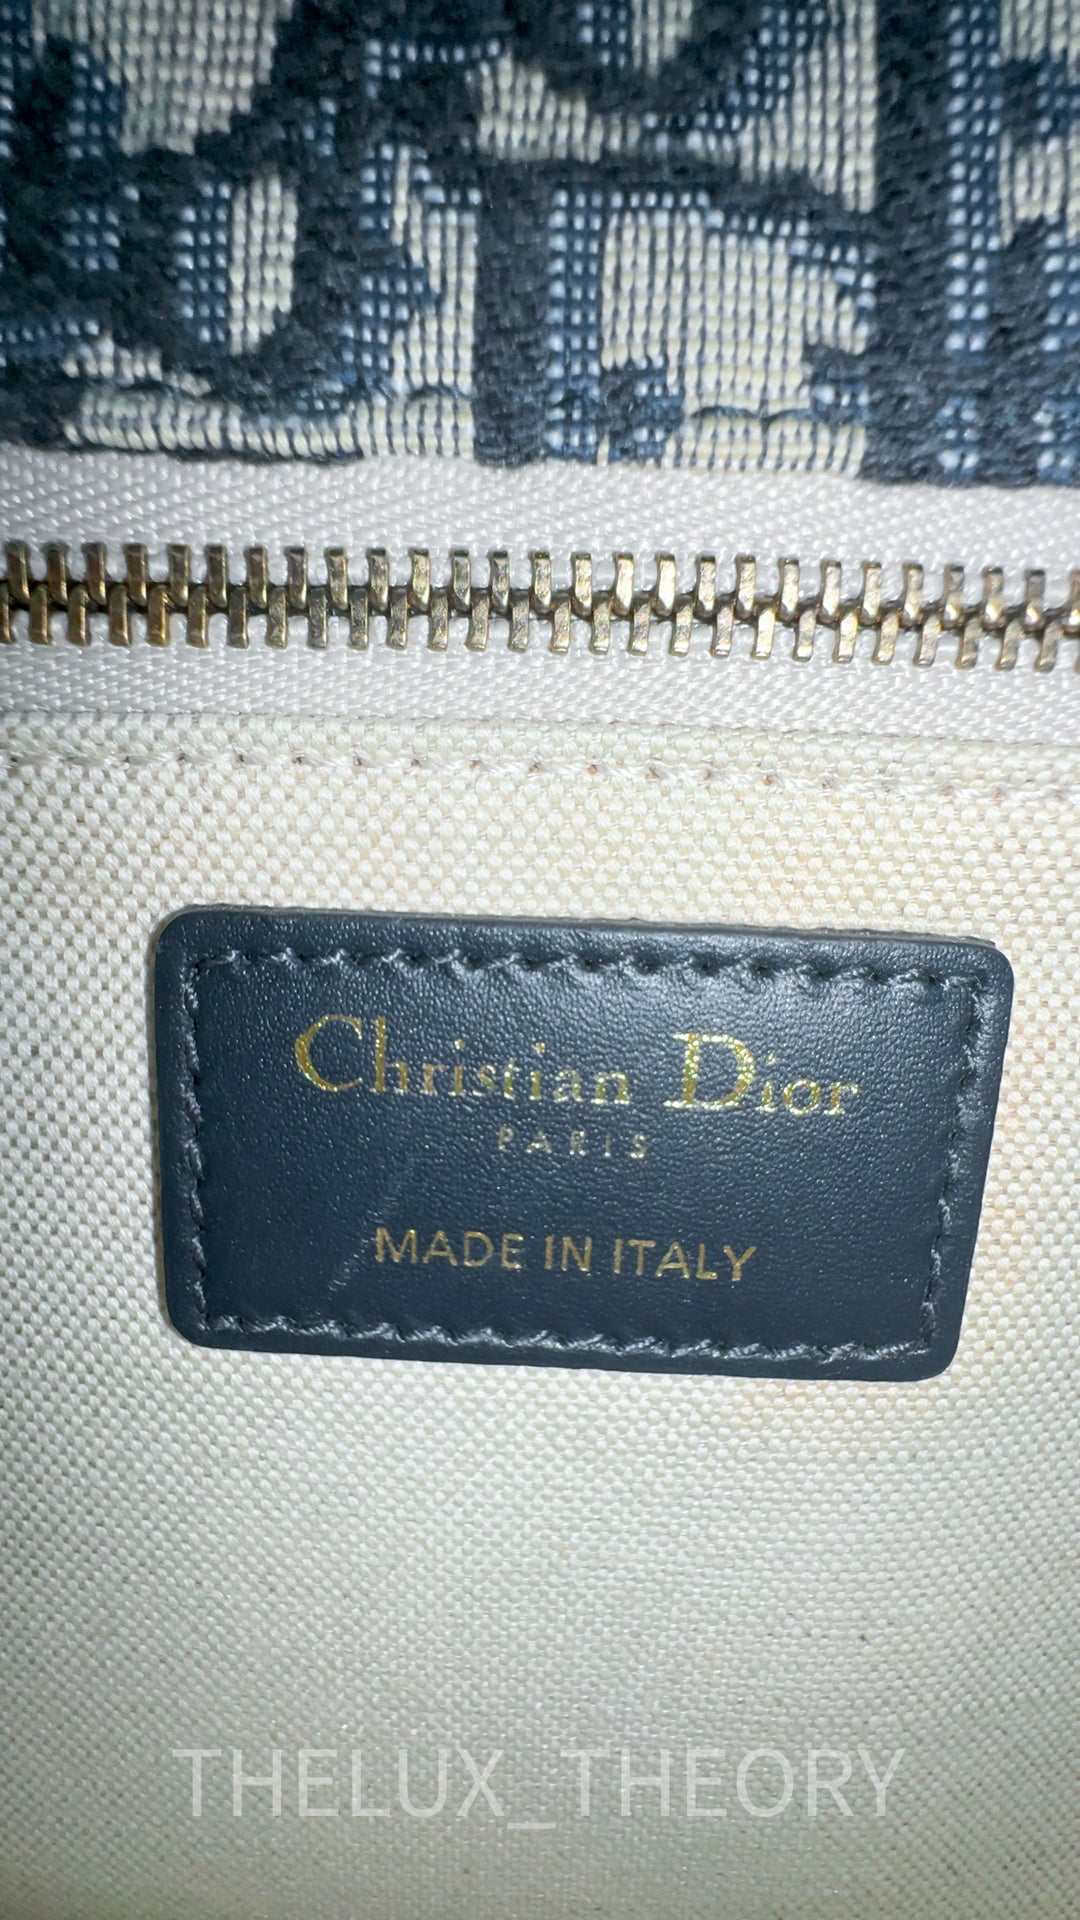 Christian Dior
PARIS
MADE IN ITALY
THELUX_THEORY